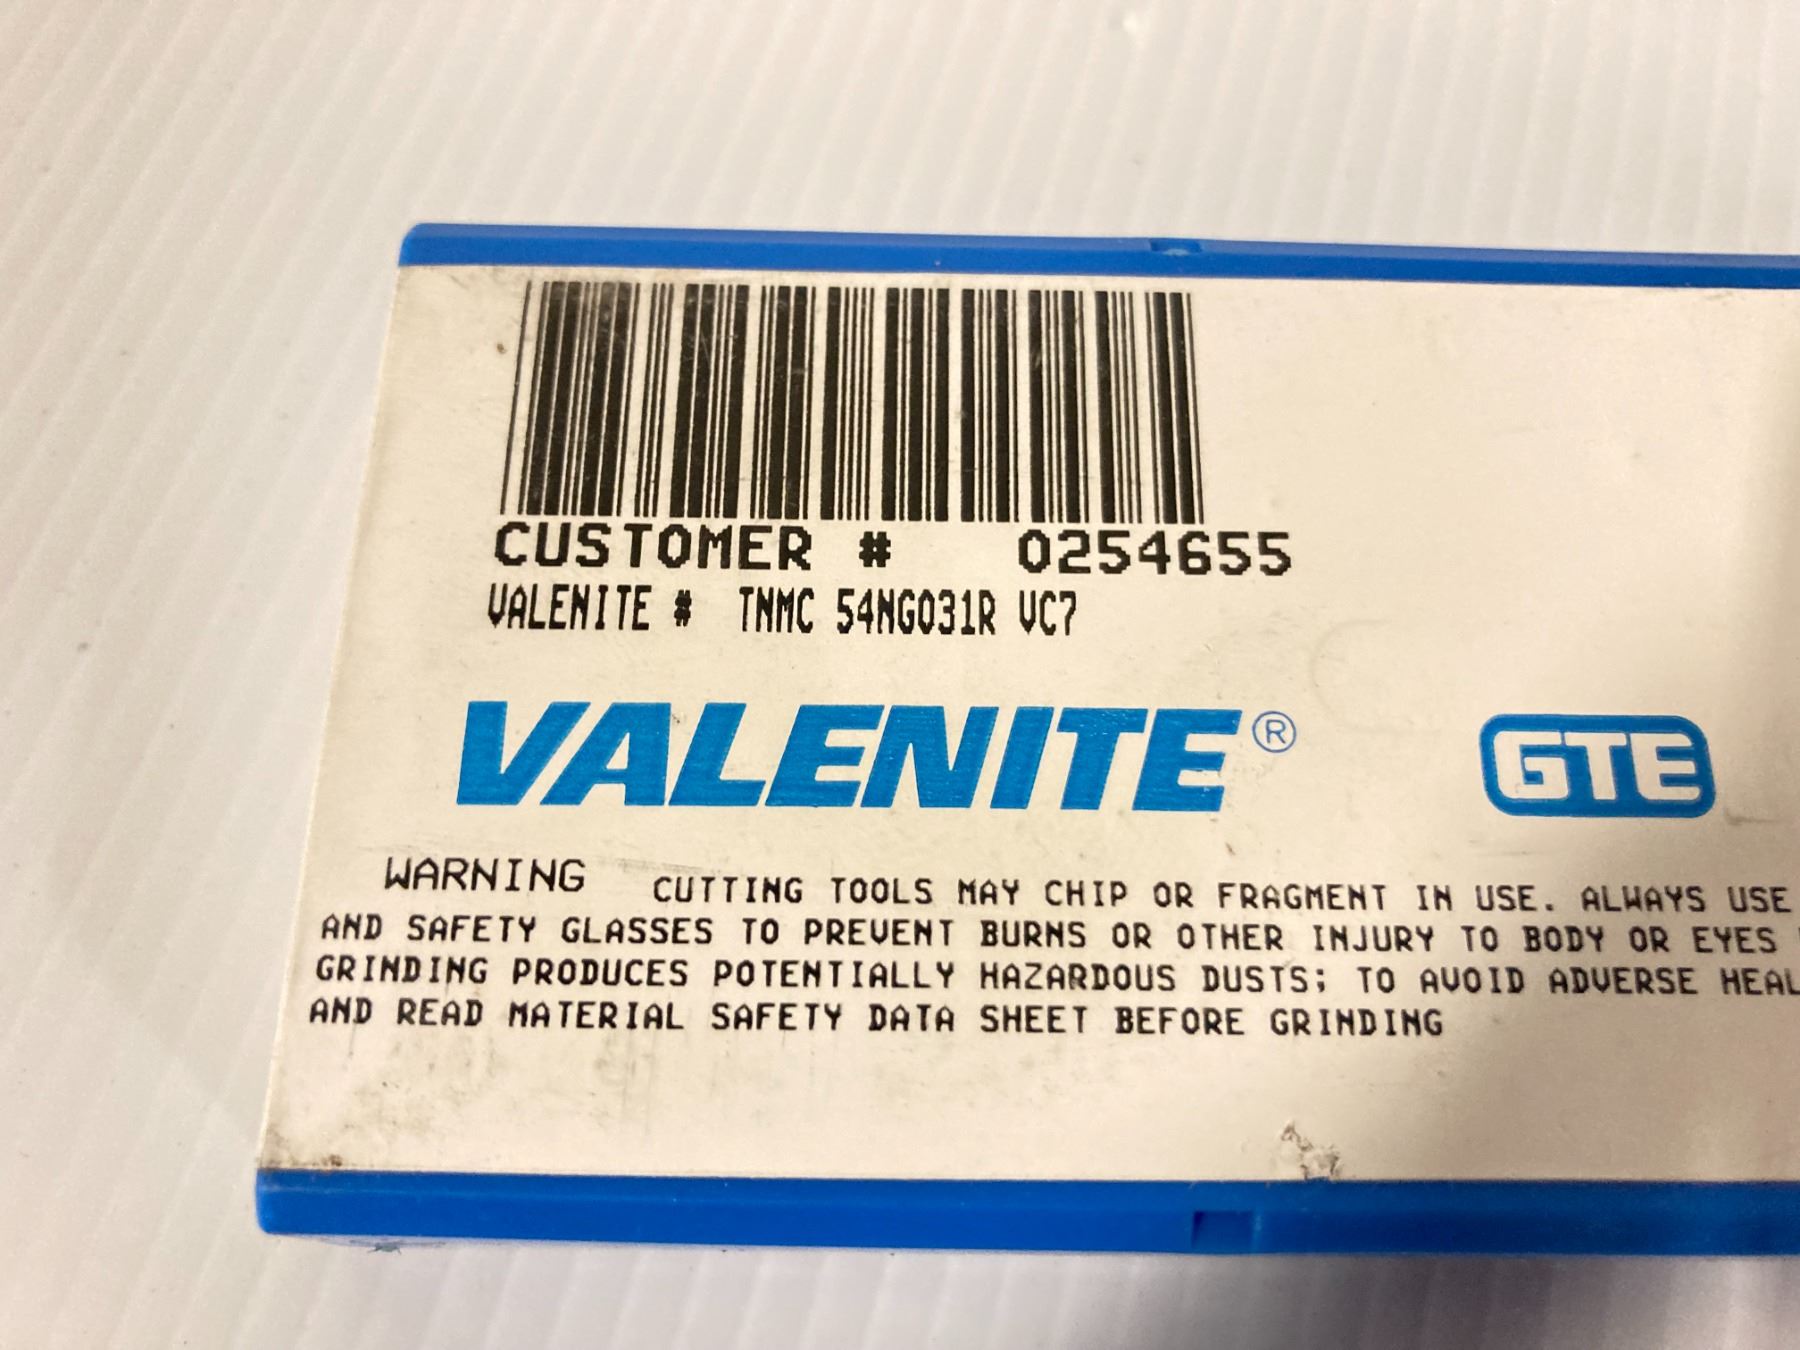 CUSTOMER # 0254655
VALENITE # TNMC 54NG031R VC7
VALENITE®
GTE
WARNING CUTTING TOOLS MAY CHIP OR FRAGMENT IN USE. ALWAYS USE
AND SAFETY GLASSES TO PREVENT BURNS OR OTHER INJURY TO BODY OR EYES
GRINDING PRODUCES POTENTIALLY HAZARDOUS DUSTS; TO AVOID ADVERSE HEAL
AND READ MATERIAL SAFETY DATA SHEET BEFORE GRINDING